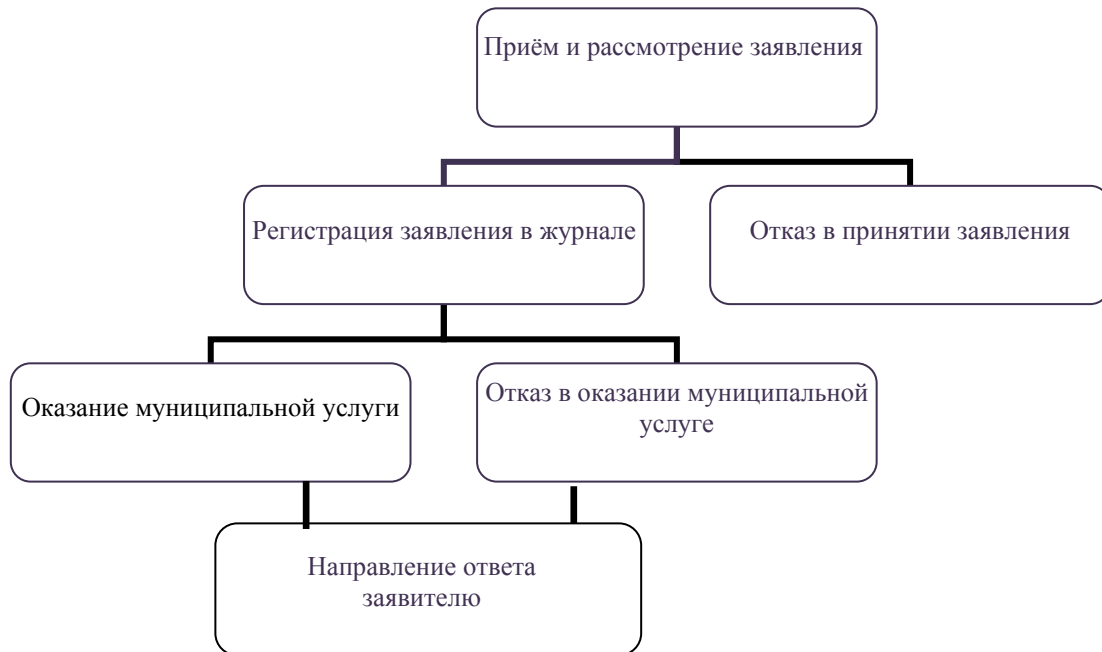 Приём и рассмотрение заявления
Регистрация заявления в журнале
Отказ в принятии заявления
Оказание муниципальной услуги
Отказ в оказании муниципальной
услуге
Направление ответа
заявителю